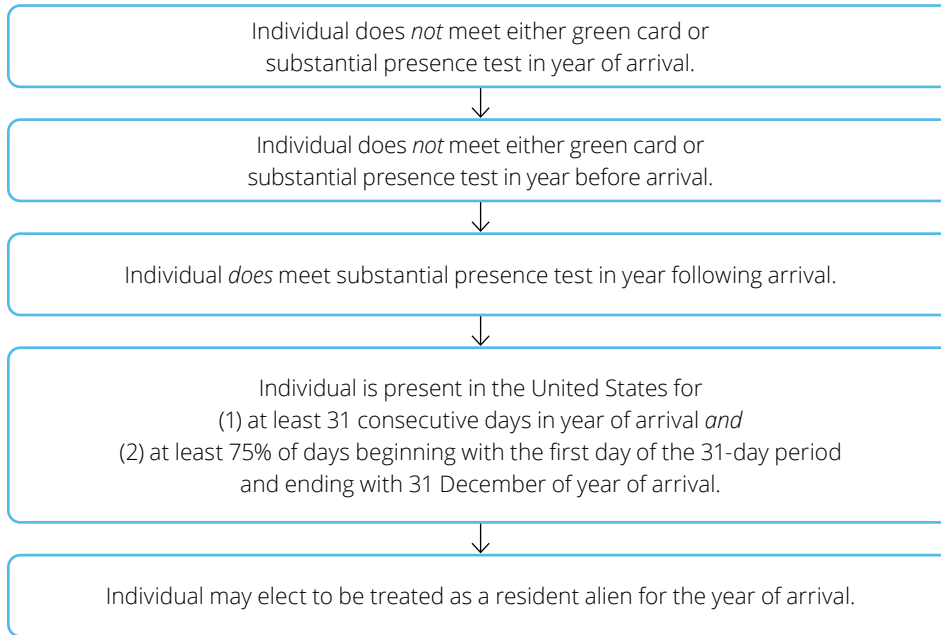 Individual does not meet either green card or
substantial presence test in year of arrival.
Individual does not meet either green card or
substantial presence test in year before arrival.
Individual does meet substantial presence test in year following arrival.
Individual is present in the United States for
(1) at least 31 consecutive days in year of arrival and
(2) at least 75% of days beginning with the first day of the 31-day period
and ending with 31 December of year of arrival.
Individual may elect to be treated as a resident alien for the year of arrival.